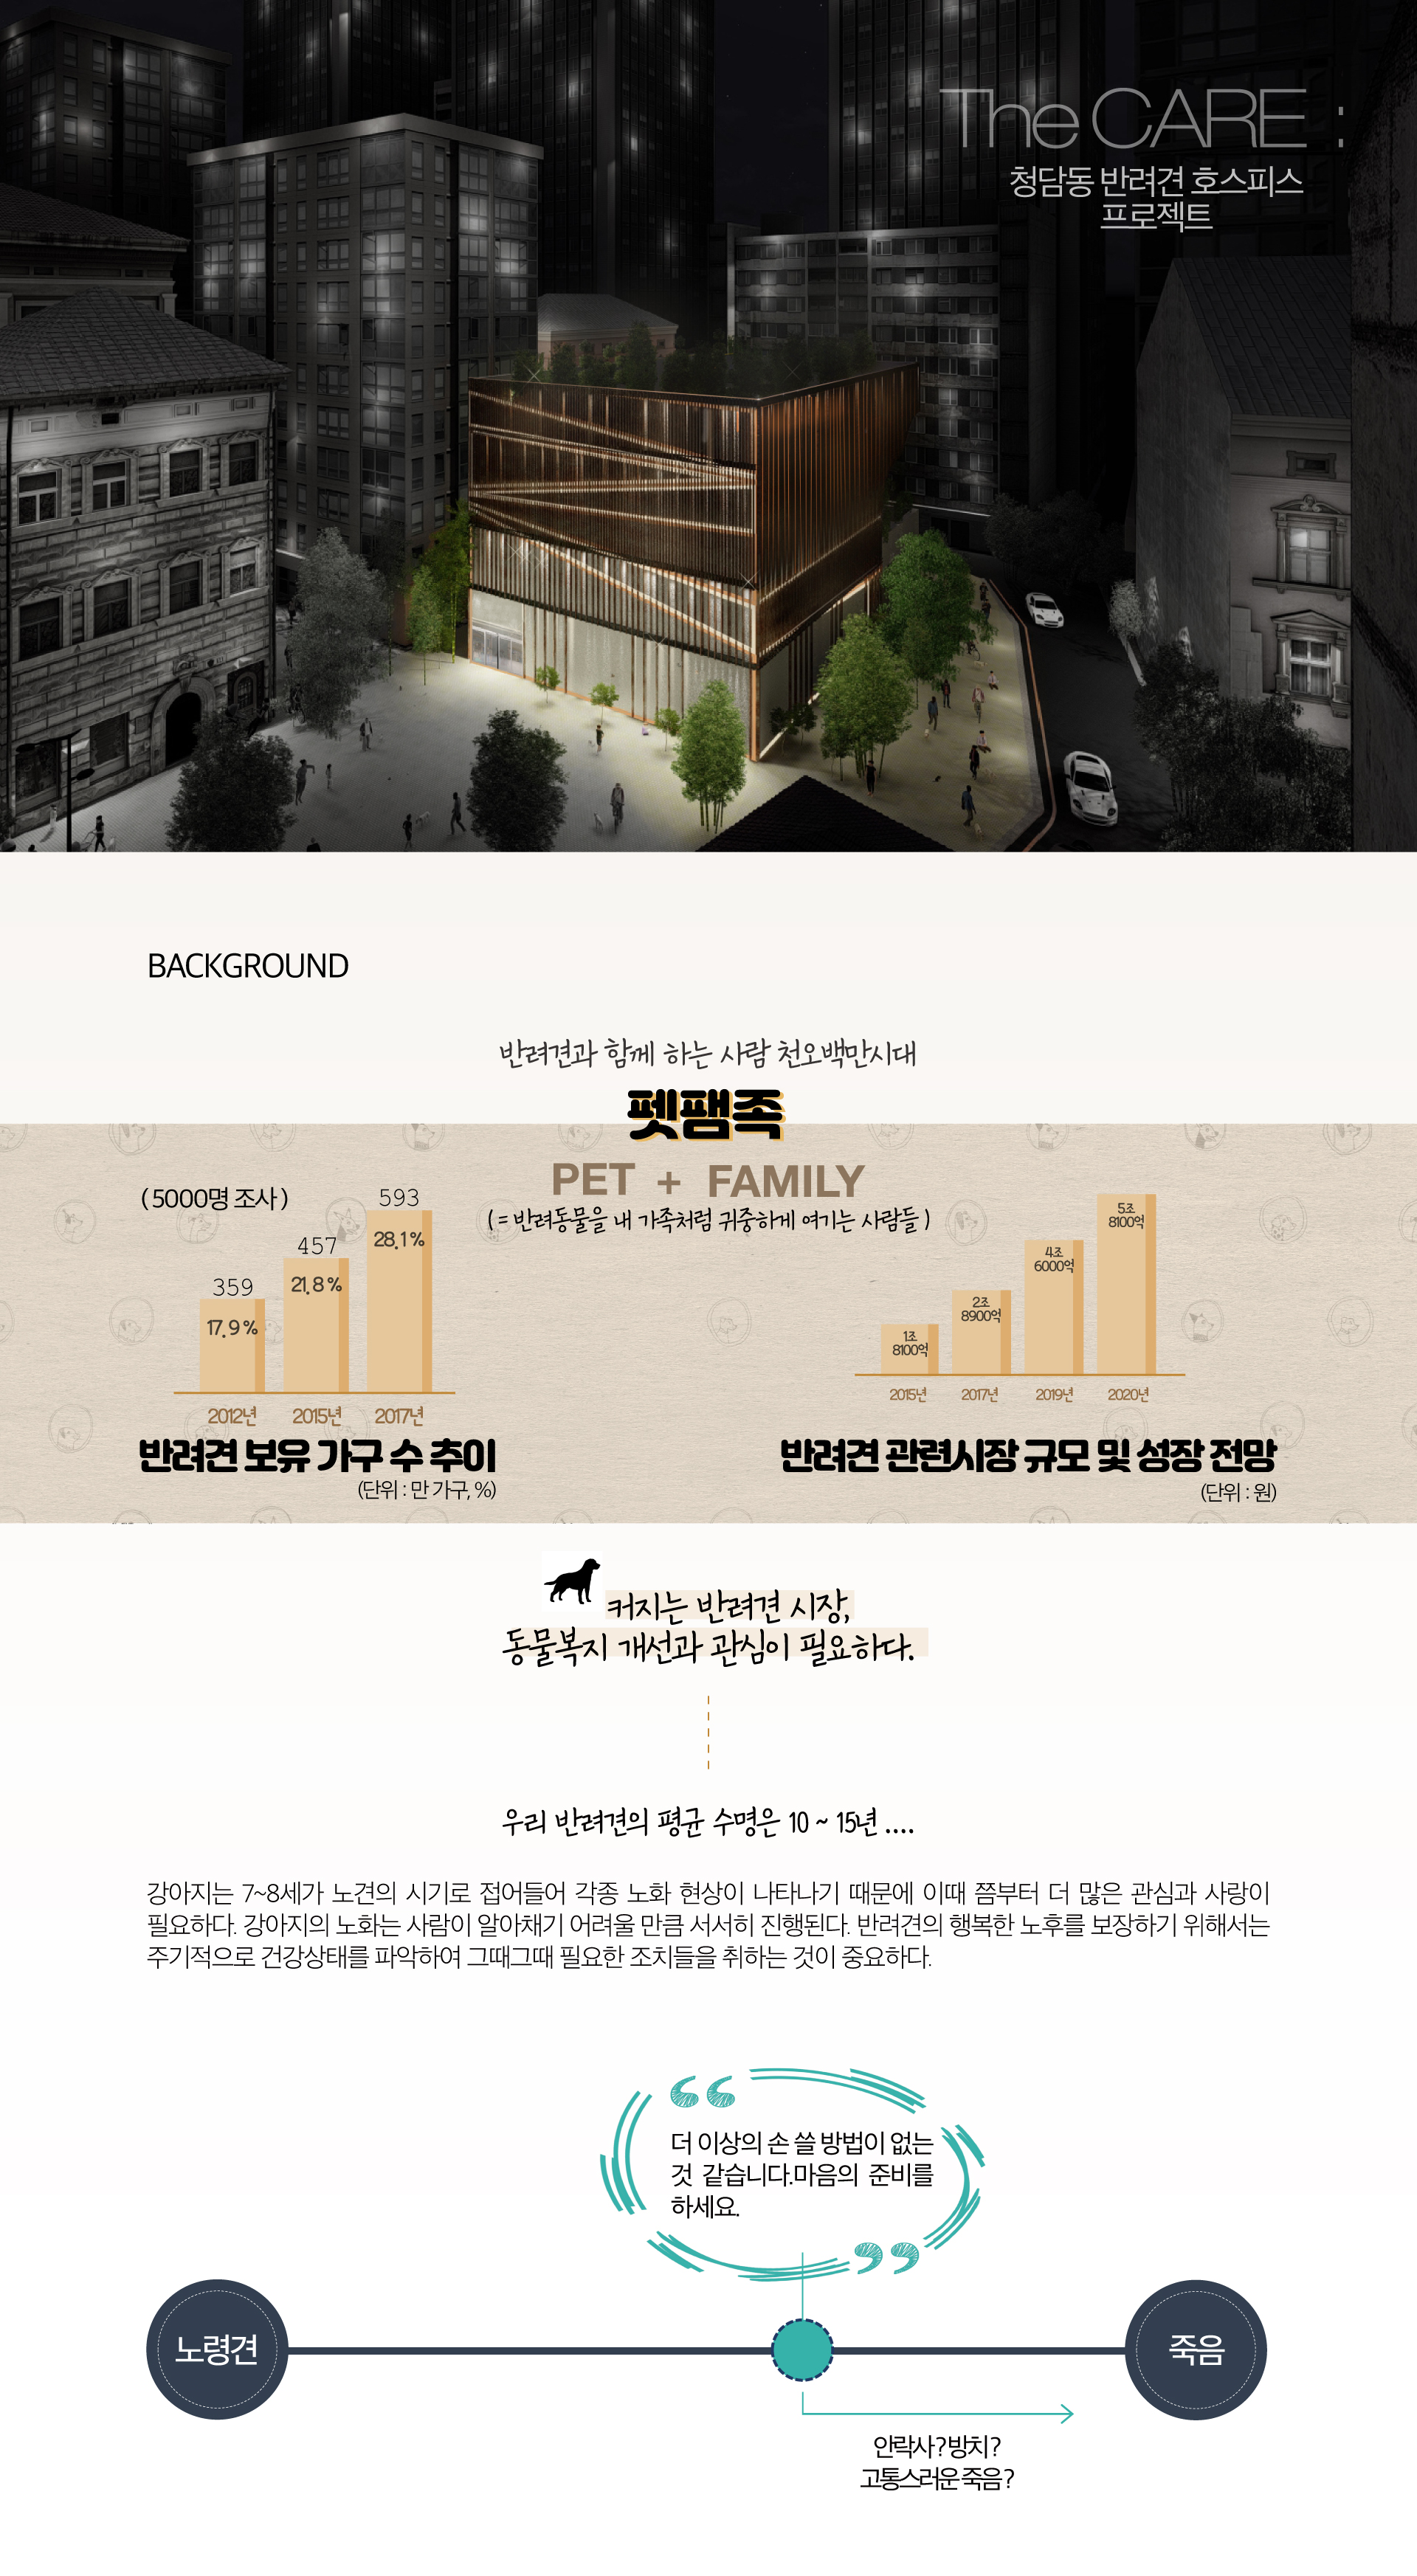 The CARE :
청담동 반려견 호스피스
프로젝트
BACKGROUND
반려견과 함께 하는 사람 천오백만시대
펫팸족
PET + FAMILY
( = 반려동물을 내 가족처럼 귀중하게 여기는 사람들 )
( 5000명 조사 )
359
17.9%
2012년
457
21.8%
2015년
593
28.1%
2017년
반려견 보유 가구 수 추이
(단위 : 만 가구, %)
1조
8100억
2015년
2조
8900억
2017년
4조
6000억
2019년
5조
8100억
2020년
반려견 관련시장 규모 및 성장 전망
(단위 : 원)
커지는 반려견 시장,
동물복지 개선과 관심이 필요하다.
우리 반려견의 평균 수명은 10 ~ 15년 ....
강아지는 7~8세가 노견의 시기로 접어들어 각종 노화 현상이 나타나기 때문에 이때 쯤부터 더 많은 관심과 사랑이
필요하다. 강아지의 노화는 사람이 알아채기 어려울 만큼 서서히 진행된다. 반려견의 행복한 노후를 보장하기 위해서는
주기적으로 건강상태를 파악하여 그때그때 필요한 조치들을 취하는 것이 중요하다.
“
더 이상의 손 쓸 방법이 없는
것 같습니다.마음의 준비를
하세요.
”
노령견
죽음
안락사?방치?
고통스러운 죽음?